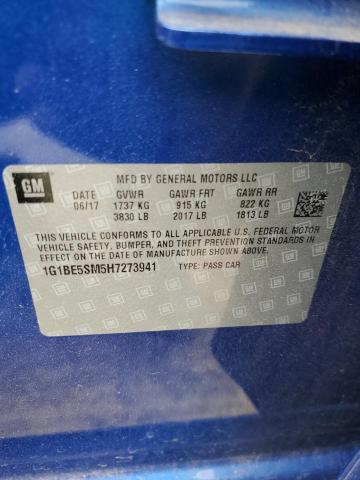 GM
MFD BY GENERAL MOTORS LLC
DATE GVWR GAWR FRT GAWR RR
06/17 1737 KG 915 KG 822 KG
3830 LB 2017 LB 1813 LB
THIS VEHICLE CONFORMS TO ALL APPLICABLE U.S. FEDERAL MOTOR
VEHICLE SAFETY, BUMPER, AND THEFT PREVENTION STANDARDS
IN EFFECT ON THE DATE OF MANUFACTURE SHOWN ABOVE.
1G1BE5SM5H7273941 TYPE: PASS CAR